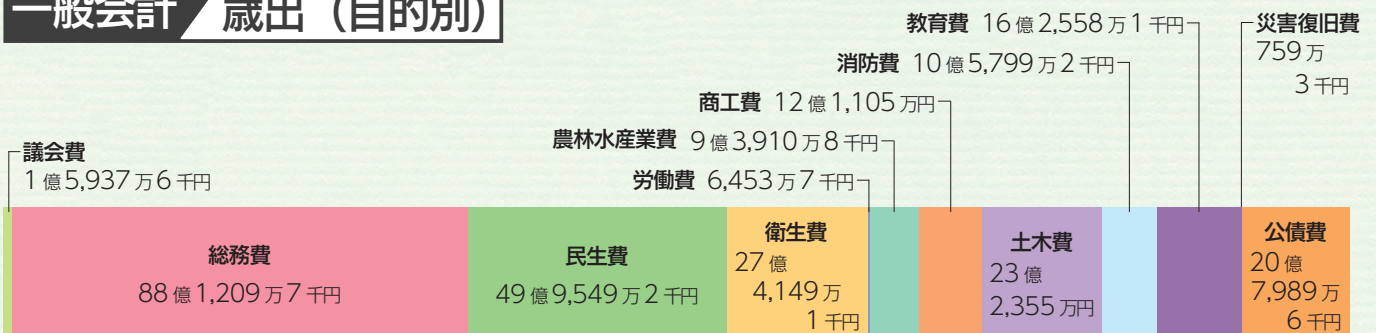 一般会計 歳出（目的別）
教育費 16億2,558万1千円
災害復旧費
759万
3千円
消防費 10億5,799万2千円
商工費 12億1,105万円
農林水産業費 9億3,910万8千円
議会費
1億5,937万6千円
労働費 6,453万7千円
総務費
88億1,209万7千円
民生費
49億9,549万2千円
衛生費
27億
4,149万
1千円
土木費
23億
2,355万円
公債費
20億
7,989万
6千円